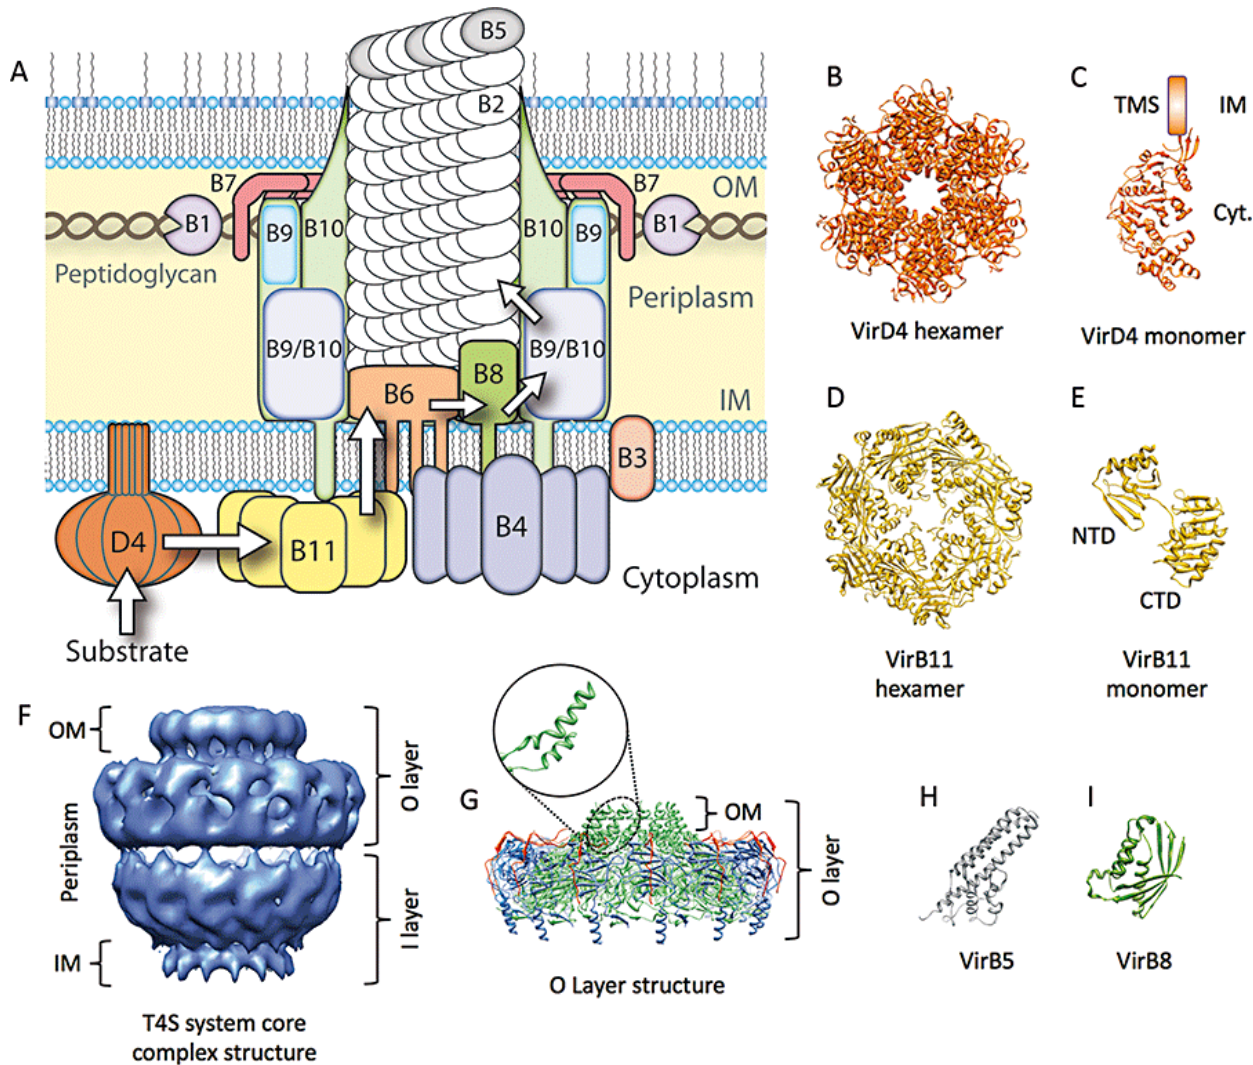 A
B5
B2
B7
B7
OM
B1
B9
B10
B10
B9
B1
Peptidoglycan
Periplasm
B9/B10
B9/B10
B6
B8
IM
B3
D4
B11
B4
Cytoplasm
Substrate
B
VirD4 hexamer
C
TMS
IM
Cyt.
VirD4 monomer
D
VirB11
hexamer
E
NTD
CTD
VirB11
monomer
F
OM
Periplasm
IM
O layer
I layer
T4S system core
complex structure
G
OM
O layer
O Layer structure
H
VirB5
I
VirB8